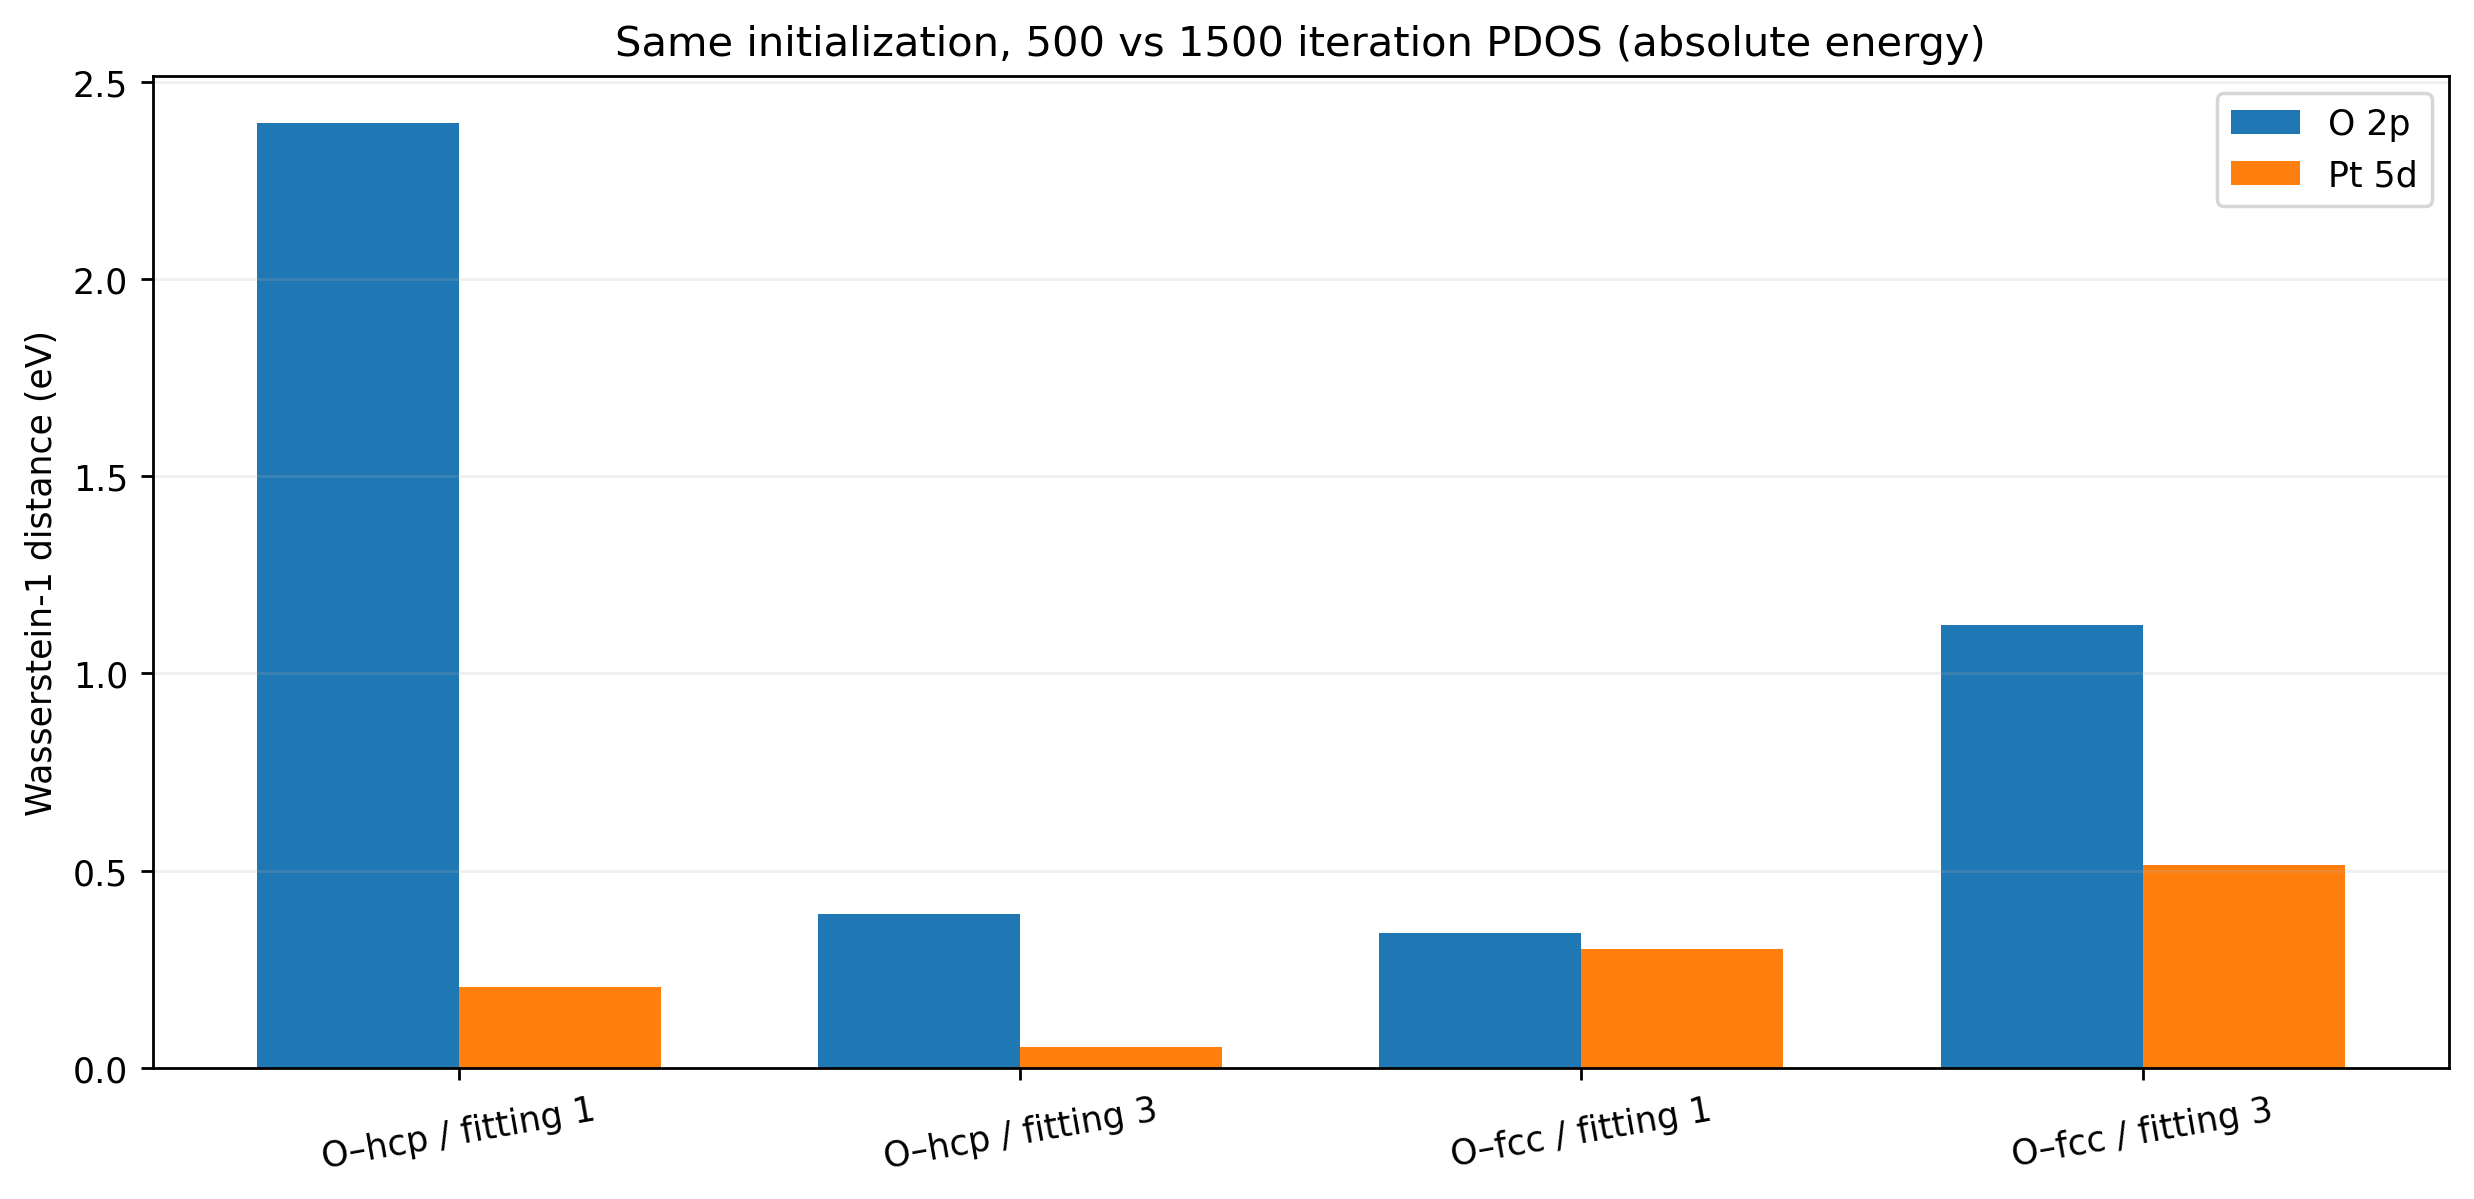 Same initialization, 500 vs 1500 iteration PDOS (absolute energy)
Wasserstein-1 distance (eV)
2.5
2.0
1.5
1.0
0.5
0.0
O 2p
Pt 5d
O–hcp / fitting 1
O–hcp / fitting 3
O–fcc / fitting 1
O–fcc / fitting 3